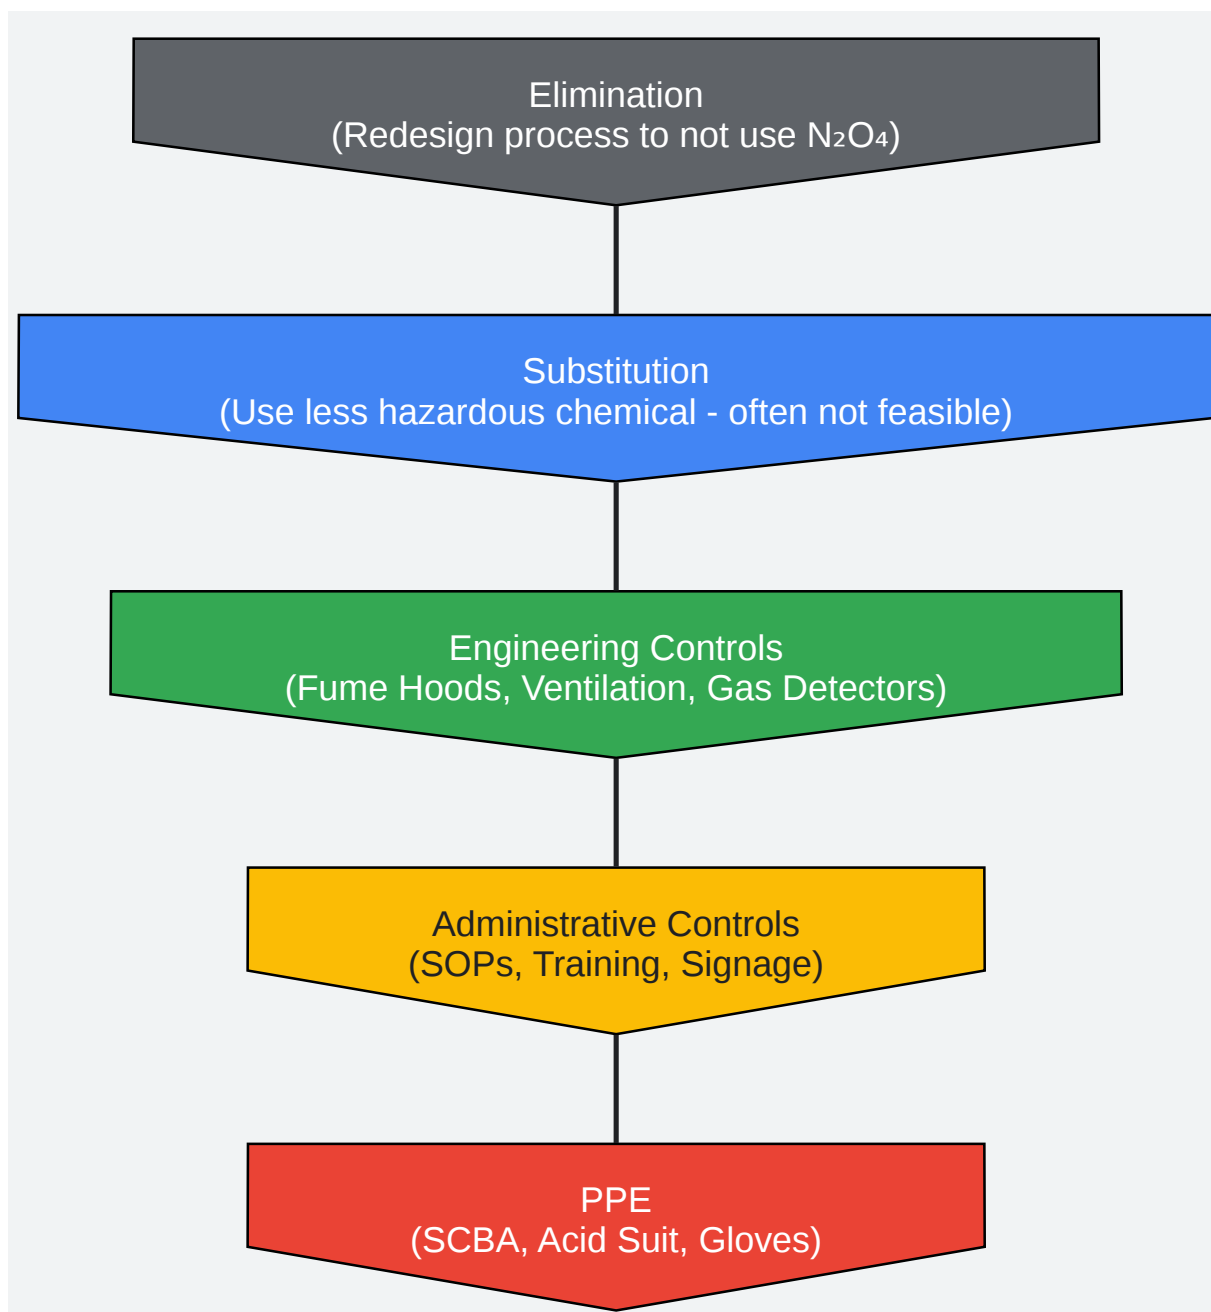 Elimination
(Redesign process to not use N₂O₄)
Substitution
(Use less hazardous chemical - often not feasible)
Engineering Controls
(Fume Hoods, Ventilation, Gas Detectors)
Administrative Controls
(SOPs, Training, Signage)
PPE
(SCBA, Acid Suit, Gloves)